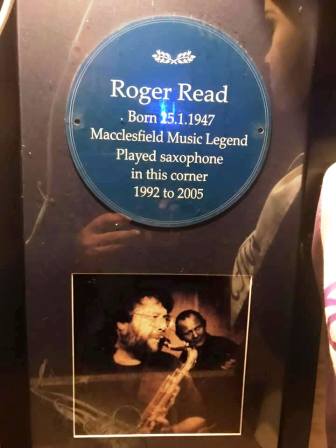 Roger Read
Born 25.1.1947
Macclesfield Music Legend
Played saxophone
in this corner
1992 to 2005